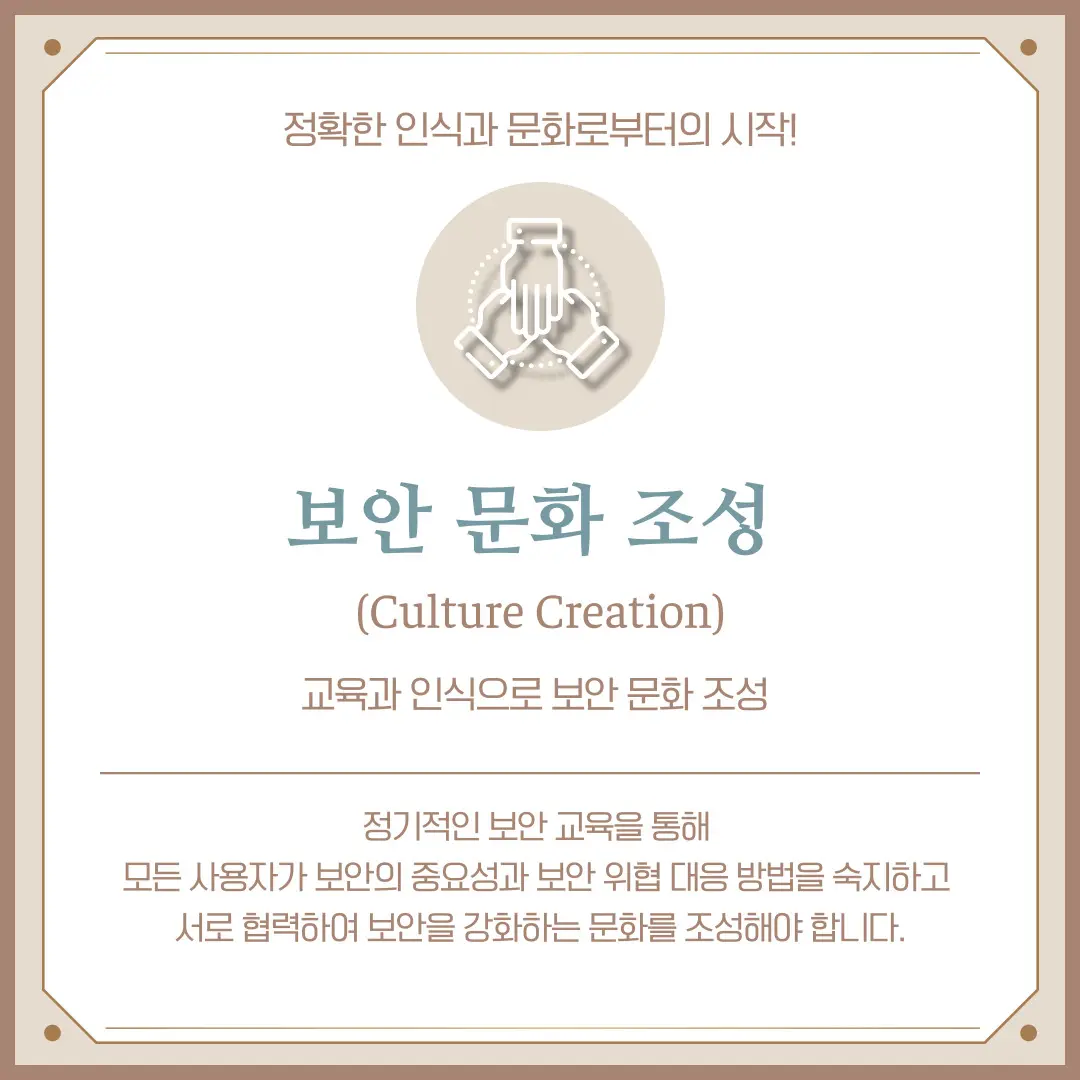 정확한 인식과 문화로부터의 시작!
보안 문화 조성
(Culture Creation)
교육과 인식으로 보안 문화 조성
정기적인 보안 교육을 통해
모든 사용자가 보안의 중요성과 보안 위협 대응 방법을 숙지하고
서로 협력하여 보안을 강화하는 문화를 조성해야 합니다.